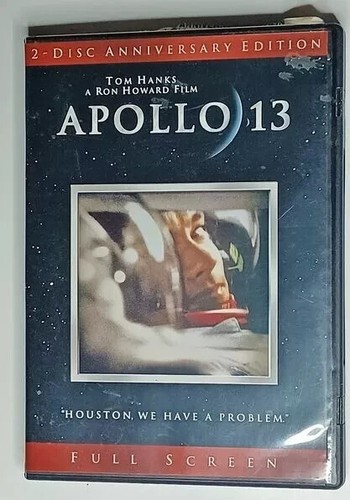 2-DISC ANNIVERSARY EDITION
TOM HANKS
A RON HOWARD FILM
APOLLO 13
"HOUSTON, WE HAVE A PROBLEM."
FULL SCREEN